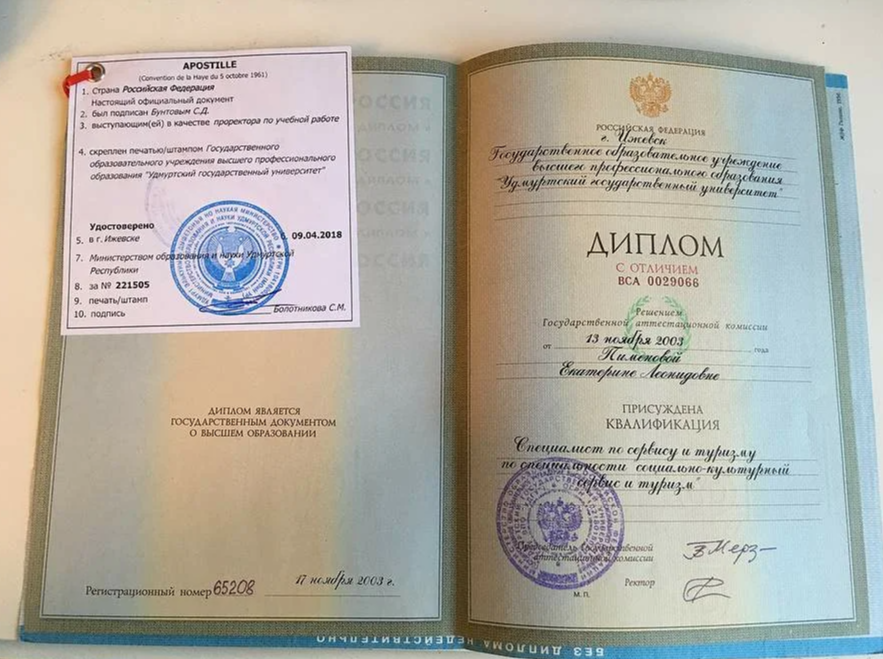 APOSTILLE
(Convention de la Haye du 5 octobre 1961)
1. Страна Российская Федерация
Настоящий официальный документ
2. был подписан Бунтовым С.Д.
3. выступающим(ей) в качестве проректора по учебной работе
4. скреплен печатью/штампом Государственного
образовательного учреждения высшего профессионального
образования "Удмуртский государственный университет"
Удостоверено
5. в г. Ижевске
6. 09.04.2018
7. Министерством образования и науки Удмуртской
Республики
8. за № 221505
9. печать/штамп
10. подпись
Болотникова С.М.
ДИПЛОМ ЯВЛЯЕТСЯ
ГОСУДАРСТВЕННЫМ ДОКУМЕНТОМ
О ВЫСШЕМ ОБРАЗОВАНИИ
Регистрационный номер 65208
17 ноября 2003 г.
РОССИЙСКАЯ ФЕДЕРАЦИЯ
г. Ижевск
Государственное образовательное учреждение
высшего профессионального образования
"Удмуртский государственный университет"
ДИПЛОМ
С ОТЛИЧИЕМ
ВСА 0029066
Решением
Государственной аттестационной комиссии
от 13 ноября 2003 года
Пименовой
Екатерине Леонидовне
ПРИСУЖДЕНА
КВАЛИФИКАЦИЯ
Специалист по сервису и туризму
по специальности "социально-культурный
сервис и туризм"
Председатель Государственной
аттестационной комиссии
Ректор
М. П.
БЕЗ ДИПЛОМА НЕДЕЙСТВИТЕЛЬНО